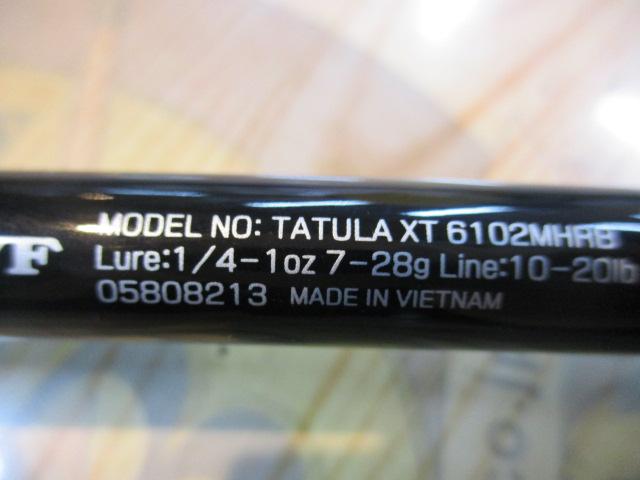 MODEL NO: TATULA XT 6102MHRB
Lure:1/4-1oz 7-28g Line:10-20lb
05808213 MADE IN VIETNAM